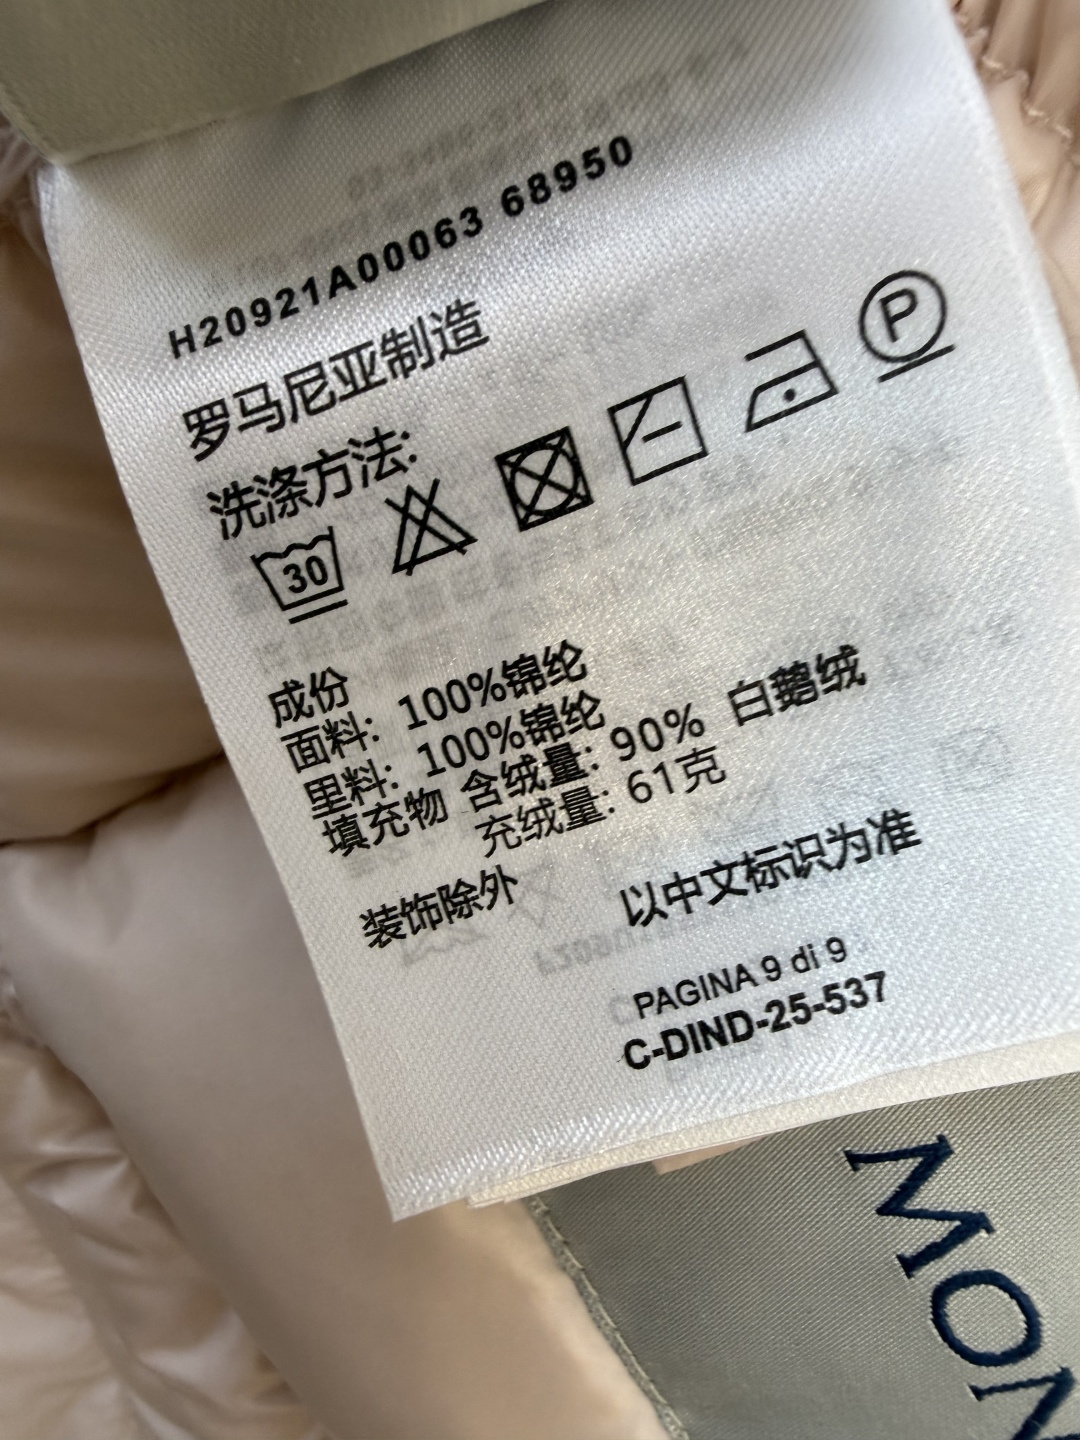 H20921A00063 68950
罗马尼亚制造
洗涤方法:
30
P
成份
面料: 100%锦纶
里料: 100%锦纶
填充物 含绒量: 90% 白鹅绒
充绒量: 61克
装饰除外
以中文标识为准
PAGINA 9 di 9
C-DIND-25-537
MON